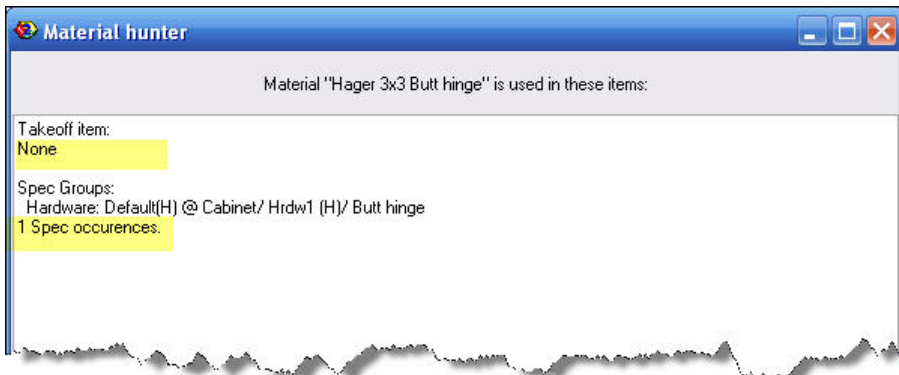 Material hunter
Material "Hager 3x3 Butt hinge" is used in these items:
Takeoff item:
None
Spec Groups:
Hardware: Default(H) @ Cabinet/ Hrdw1 (H)/ Butt hinge
1 Spec occurences.